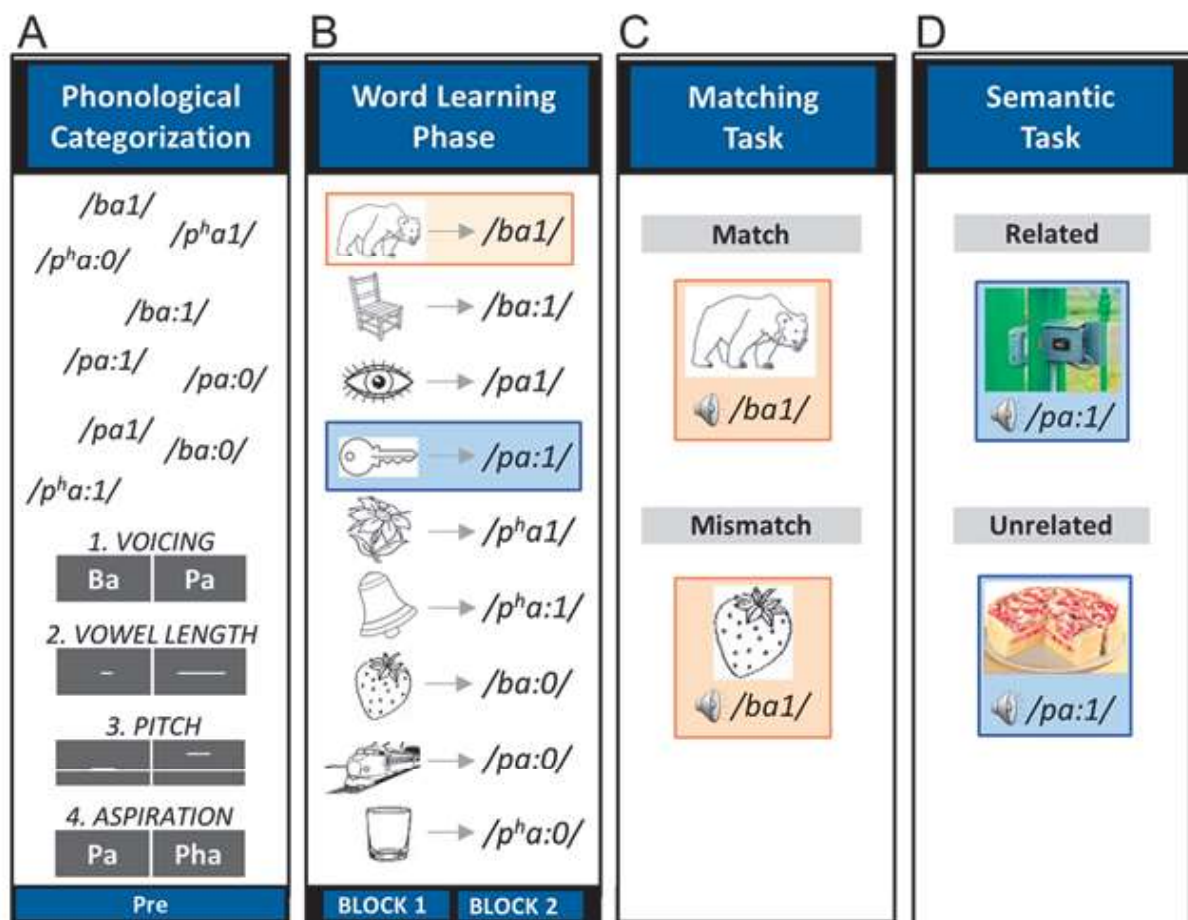 A
Phonological
Categorization
/ba1/
/pʰa1/
/pʰa:0/
/ba:1/
/pa:1/
/pa:0/
/pa1/
/ba:0/
/pʰa:1/
1. VOICING
Ba Pa
2. VOWEL LENGTH
3. PITCH
4. ASPIRATION
Pa Pha
Pre
B
Word Learning
Phase
/ba1/
/ba:1/
/pa1/
/pa:1/
/pʰa1/
/pʰa:1/
/ba:0/
/pa:0/
/pʰa:0/
BLOCK 1 BLOCK 2
C
Matching
Task
Match
/ba1/
Mismatch
/ba1/
D
Semantic
Task
Related
/pa:1/
Unrelated
/pa:1/